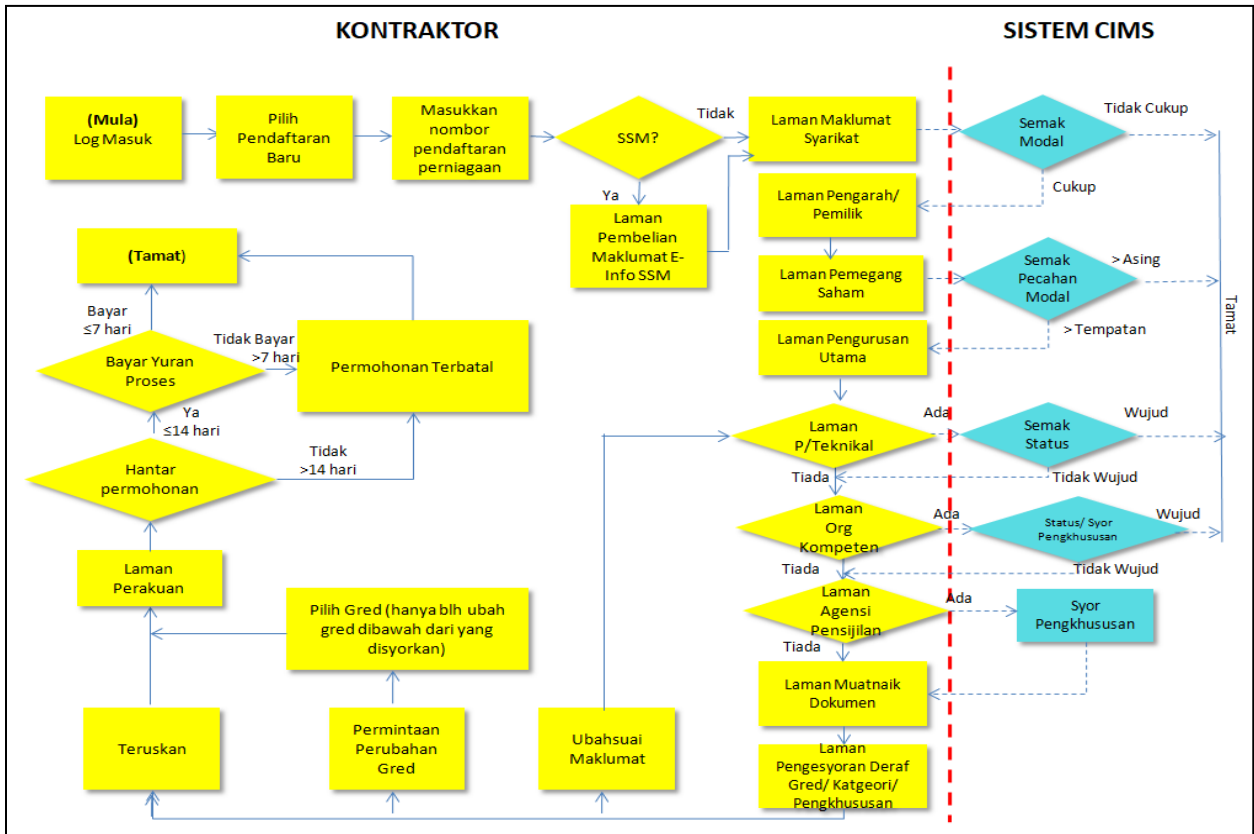 KONTRAKTOR
SISTEM CIMS
(Mula)
Log Masuk
Pilih
Pendaftaran
Baru
Masukkan
nombor
pendaftaran
perniagaan
SSM?
Tidak
Ya
Laman
Pembelian
Maklumat E-
Info SSM
Laman Maklumat
Syarikat
Semak
Modal
Tidak Cukup
Cukup
Laman Pengarah/
Pemilik
Laman Pemegang
Saham
Semak
Pecahan
Modal
> Asing
> Tempatan
Tamat
Laman Pengurusan
Utama
Laman
P/Teknikal
Ada
Semak
Status
Wujud
Tiada
Tidak Wujud
Laman
Org
Kompeten
Ada
Status/ Syor
Pengkhususan
Wujud
Tiada
Tidak Wujud
Laman
Agensi
Pensijilan
Ada
Syor
Pengkhususan
Tiada
Laman Muatnaik
Dokumen
Laman
Pengesyoran Deraf
Gred/ Katgeori/
Pengkhususan
Ubahsuai
Maklumat
Permintaan
Perubahan
Gred
Pilih Gred (hanya blh ubah
gred dibawah dari yang
disyorkan)
Teruskan
Laman
Perakuan
Hantar
permohonan
Ya
≤14 hari
Tidak
>14 hari
Bayar Yuran
Proses
Bayar
≤7 hari
Tidak Bayar
>7 hari
Permohonan Terbatal
(Tamat)